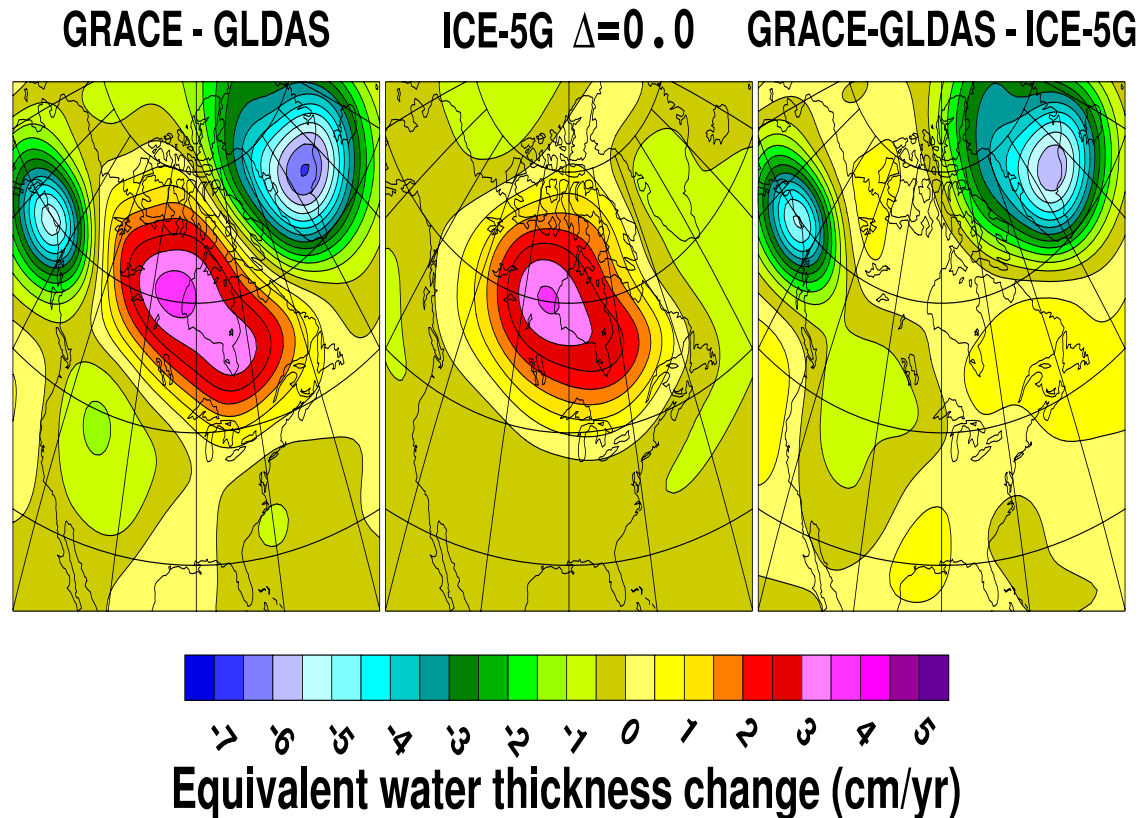 GRACE - GLDAS
ICE-5G Δ=0.0
GRACE-GLDAS - ICE-5G
-7 -6 -5 -4 -3 -2 -1 0 1 2 3 4 5
Equivalent water thickness change (cm/yr)